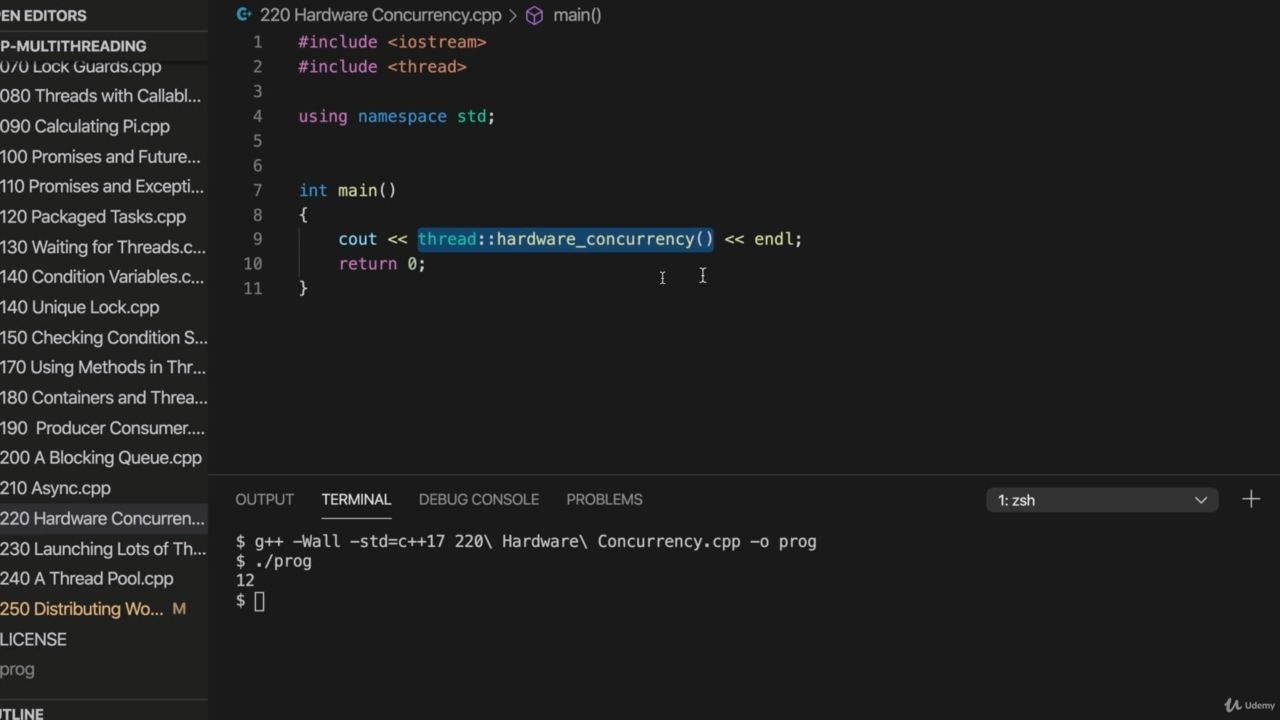 EN EDITORS
P-MULTITHREADING
070 Lock Guards.cpp
080 Threads with Callabl...
090 Calculating Pi.cpp
100 Promises and Future...
110 Promises and Excepti...
120 Packaged Tasks.cpp
130 Waiting for Threads.c...
140 Condition Variables.c...
140 Unique Lock.cpp
150 Checking Condition S...
170 Using Methods in Thr...
180 Containers and Threa...
190 Producer Consumer....
200 A Blocking Queue.cpp
210 Async.cpp
220 Hardware Concurren...
230 Launching Lots of Th...
240 A Thread Pool.cpp
250 Distributing Wo... M
LICENSE
prog
UTLINE
220 Hardware Concurrency.cpp > main()
1 #include <iostream>
2 #include <thread>
3
4 using namespace std;
5
6
7 int main()
8 {
9 cout << thread::hardware_concurrency() << endl;
10 return 0;
11 }
OUTPUT TERMINAL DEBUG CONSOLE PROBLEMS 1: zsh
$ g++ -Wall -std=c++17 220\ Hardware\ Concurrency.cpp -o prog
$ ./prog
12
$
Udemy